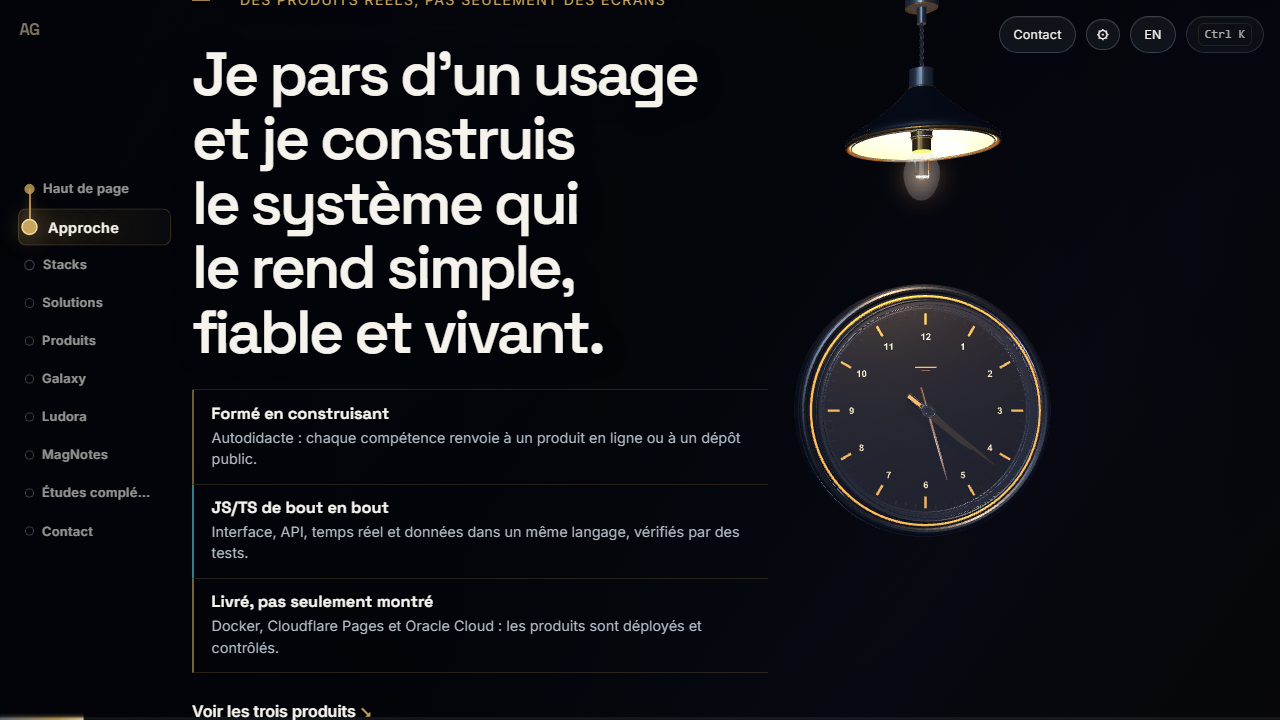 DES PRODUITS RÉELS, PAS SEULEMENT DES ÉCRANS
AG
Contact
EN
Ctrl K
Je pars d’un usage
et je construis
le système qui
le rend simple,
fiable et vivant.
Haut de page
Approche
Stacks
Solutions
Produits
Galaxy
Ludora
MagNotes
Études complé...
Contact
Formé en construisant
Autodidacte : chaque compétence renvoie à un produit en ligne ou à un dépôt
public.
JS/TS de bout en bout
Interface, API, temps réel et données dans un même langage, vérifiés par des
tests.
Livré, pas seulement montré
Docker, Cloudflare Pages et Oracle Cloud : les produits sont déployés et
contrôlés.
Voir les trois produits ↘
12
1
2
3
4
5
6
7
8
9
10
11